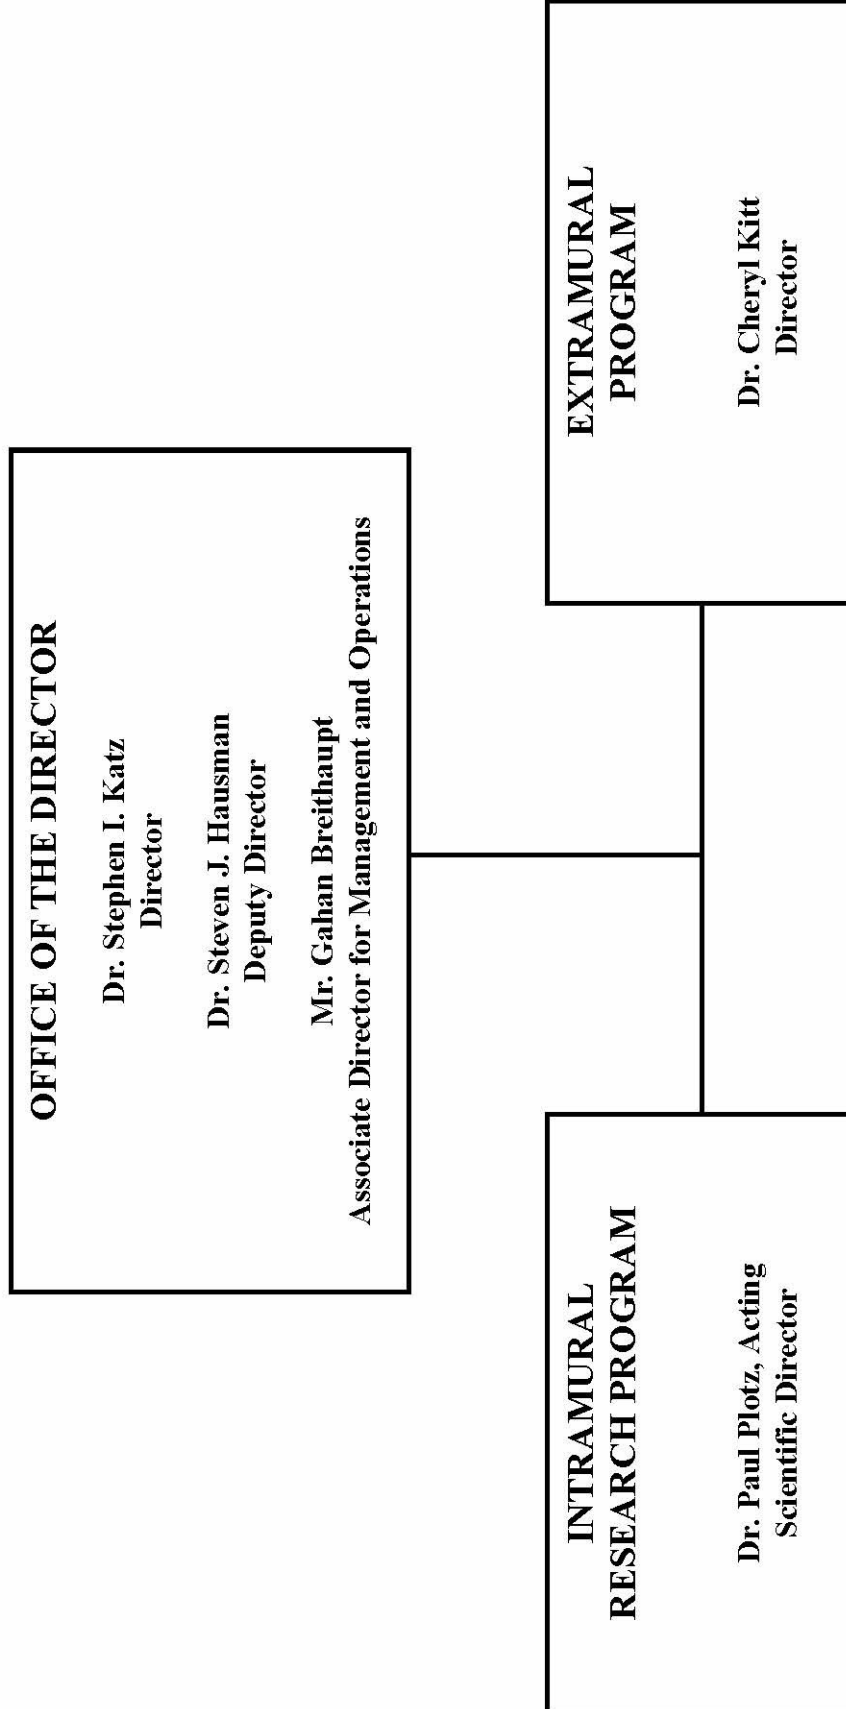 OFFICE OF THE DIRECTOR
Dr. Stephen I. Katz
Director
Dr. Steven J. Hausman
Deputy Director
Mr. Gahan Breithaupt
Associate Director for Management and Operations
INTRAMURAL
RESEARCH PROGRAM
Dr. Paul Plotz, Acting
Scientific Director
EXTRAMURAL
PROGRAM
Dr. Cheryl Kitt
Director